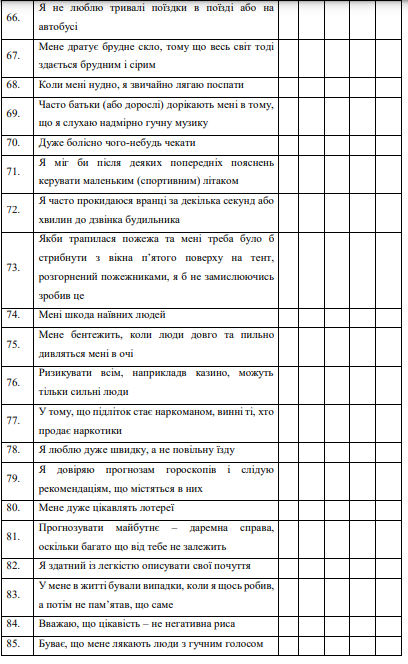 66. Я не люблю тривалі поїздки в поїзді або на
автобусі
67. Мене дратує брудне скло, тому що весь світ тоді
здається брудним і сірим
68. Коли мені нудно, я звичайно лягаю поспати
69. Часто батьки (або дорослі) дорікають мені в тому,
що я слухаю надмірно гучну музику
70. Дуже болісно чого-небудь чекати
71. Я міг би після деяких попередніх пояснень
керувати маленьким (спортивним) літаком
72. Я часто прокидаюся вранці за декілька секунд або
хвилин до дзвінка будильника
73. Якби трапилася пожежа та мені треба було б
стрибнути з вікна п’ятого поверху на тент,
розгорнений пожежниками, я б не замислюючись
зробив це
74. Мені шкода наївних людей
75. Мене бентежить, коли люди довго та пильно
дивляться мені в очі
76. Ризикувати всім, наприклад в казино, можуть
тільки сильні люди
77. У тому, що підліток стає наркоманом, винні ті, хто
продає наркотики
78. Я люблю дуже швидку, а не повільну їзду
79. Я довіряю прогнозам гороскопів і слідую
рекомендаціям, що містяться в них
80. Мене дуже цікавлять лотереї
81. Прогнозувати майбутнє – даремна справа,
оскільки багато що від тебе не залежить
82. Я здатний із легкістю описувати свої почуття
83. У мене в житті бували випадки, коли я щось робив,
а потім не пам’ятав, що саме
84. Вважаю, що цікавість – не негативна риса
85. Буває, що мене лякають люди з гучним голосом